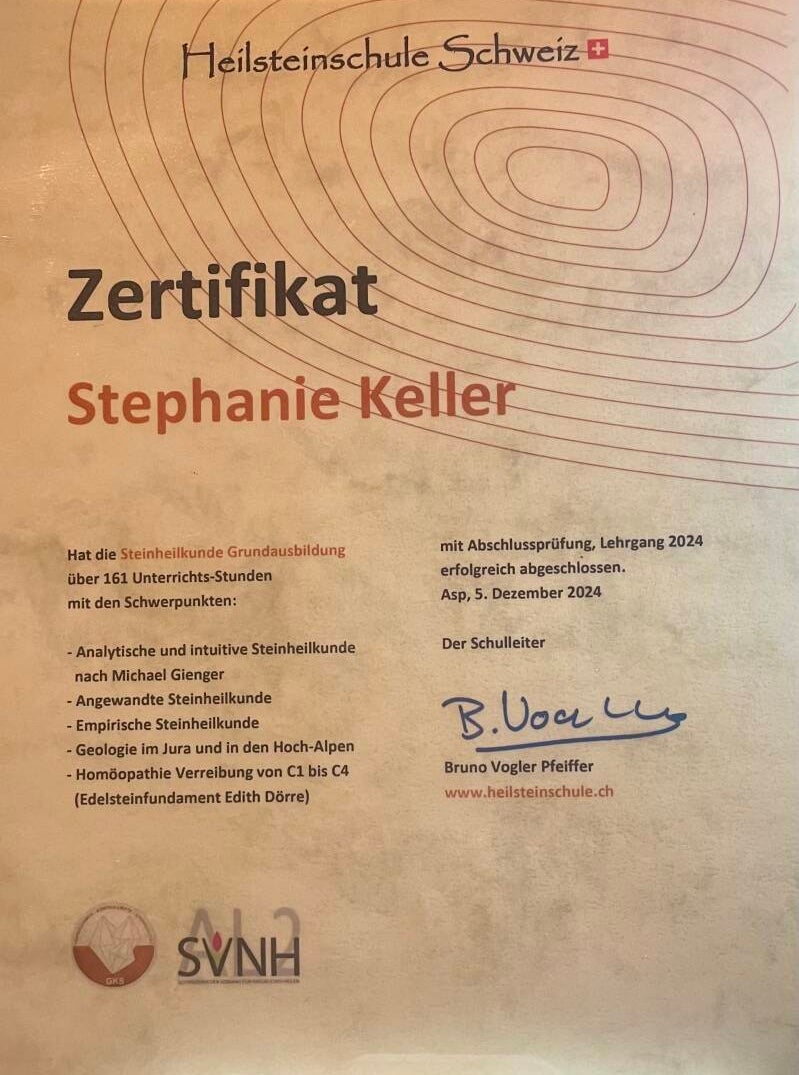 Heilsteinschule Schweiz
Zertifikat
Stephanie Keller
Hat die Steinheilkunde Grundausbildung
über 161 Unterrichts-Stunden
mit den Schwerpunkten:
- Analytische und intuitive Steinheilkunde
nach Michael Gienger
- Angewandte Steinheilkunde
- Empirische Steinheilkunde
- Geologie im Jura und in den Hoch-Alpen
- Homöopathie Verreibung von C1 bis C4
(Edelsteinfundament Edith Dörre)
mit Abschlussprüfung, Lehrgang 2024
erfolgreich abgeschlossen.
Asp, 5. Dezember 2024
Der Schulleiter
Bruno Vogler Pfeiffer
www.heilsteinschule.ch
GKS
AL2
SVNH